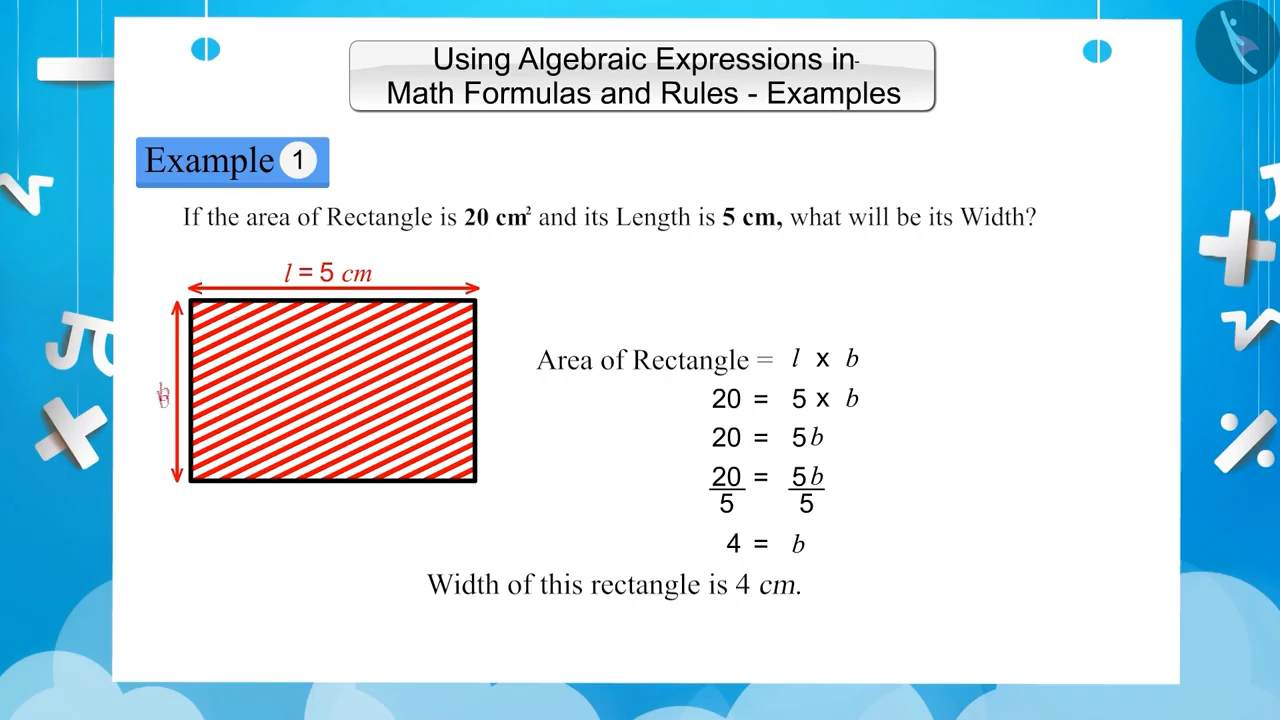 Using Algebraic Expressions in-
Math Formulas and Rules - Examples
Example 1
If the area of Rectangle is 20 cm² and its Length is 5 cm, what will be its Width?
l = 5 cm
Area of Rectangle = l x b
20 = 5 x b
20 = 5b
20/5 = 5b/5
4 = b
Width of this rectangle is 4 cm.